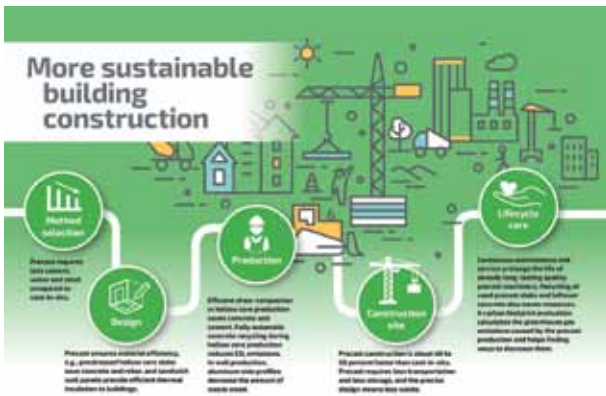 More sustainable
building
construction
Method
selection
Precast requires
less cement,
water and steel
compared to
cast-in-situ.
Design
Precast ensures material efficiency,
e.g., prestressed hollow core slabs
save concrete and rebar, and sandwich
wall panels provide efficient thermal
insulation to buildings.
Production
Efficient shear compaction
in hollow core production
saves concrete and
cement. Fully automatic
concrete recycling during
hollow core production
reduces CO₂ emissions.
In wall production,
aluminum side profiles
decrease the amount of
waste wood.
Construction
site
Precast construction is about
percent faster than cast-in-situ.
Precast requires less transportation
and less storage, and the precise
design means less waste.
Lifecycle
care
Continuous maintenance and
service prolongs the life of
already long-lasting quality
precast machinery. Recycling of
used precast slabs and leftover
concrete also saves resources.
A carbon footprint evaluation
calculates the greenhouse gas
emissions caused by the precast
production and helps finding
ways to decrease them.